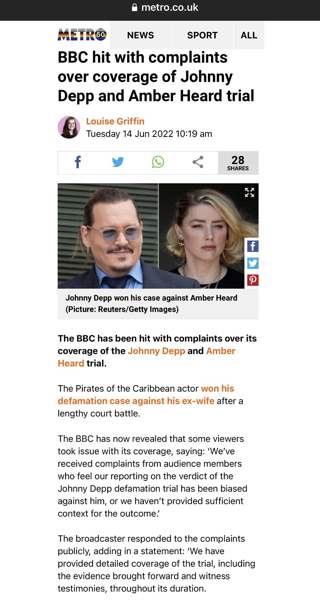 metro.co.uk
METRO
NEWS
SPORT
ALL
BBC hit with complaints
over coverage of Johnny
Depp and Amber Heard trial
Louise Griffin
Tuesday 14 Jun 2022 10:19 am
28
SHARES
Johnny Depp won his case against Amber Heard
(Picture: Reuters/Getty Images)
The BBC has been hit with complaints over its
coverage of the Johnny Depp and Amber
Heard trial.
The Pirates of the Caribbean actor won his
defamation case against his ex-wife after a
lengthy court battle.
The BBC has now revealed that some viewers
took issue with its coverage, saying: ‘We’ve
received complaints from audience members
who feel our reporting on the verdict of the
Johnny Depp defamation trial has been biased
against him, or we haven’t provided sufficient
context for the outcome.’
The broadcaster responded to the complaints
publicly, adding in a statement: ‘We have
provided detailed coverage of the trial, including
the evidence brought forward and witness
testimonies, throughout its duration.